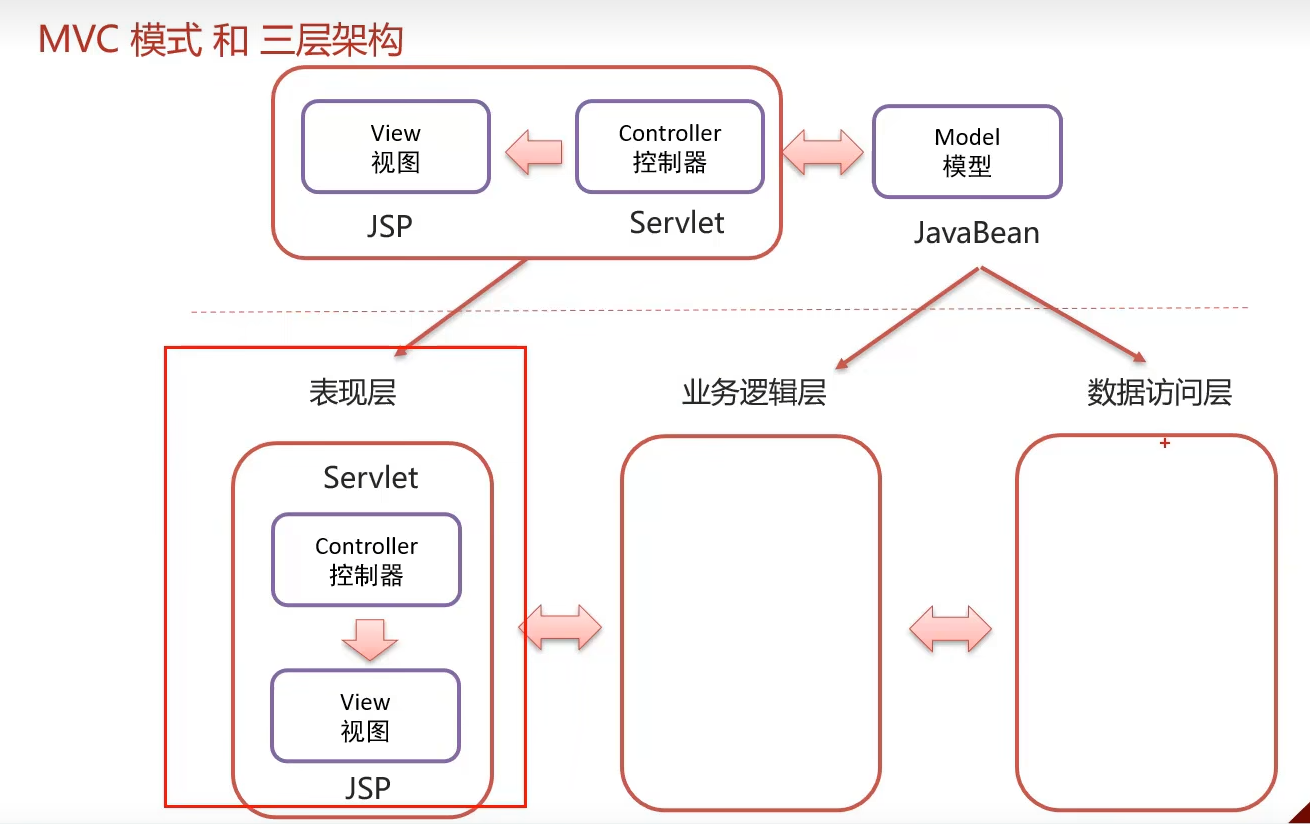 MVC 模式 和 三层架构
View
视图
Controller
控制器
Model
模型
JSP
Servlet
JavaBean
表现层
业务逻辑层
数据访问层
Servlet
Controller
控制器
View
视图
JSP